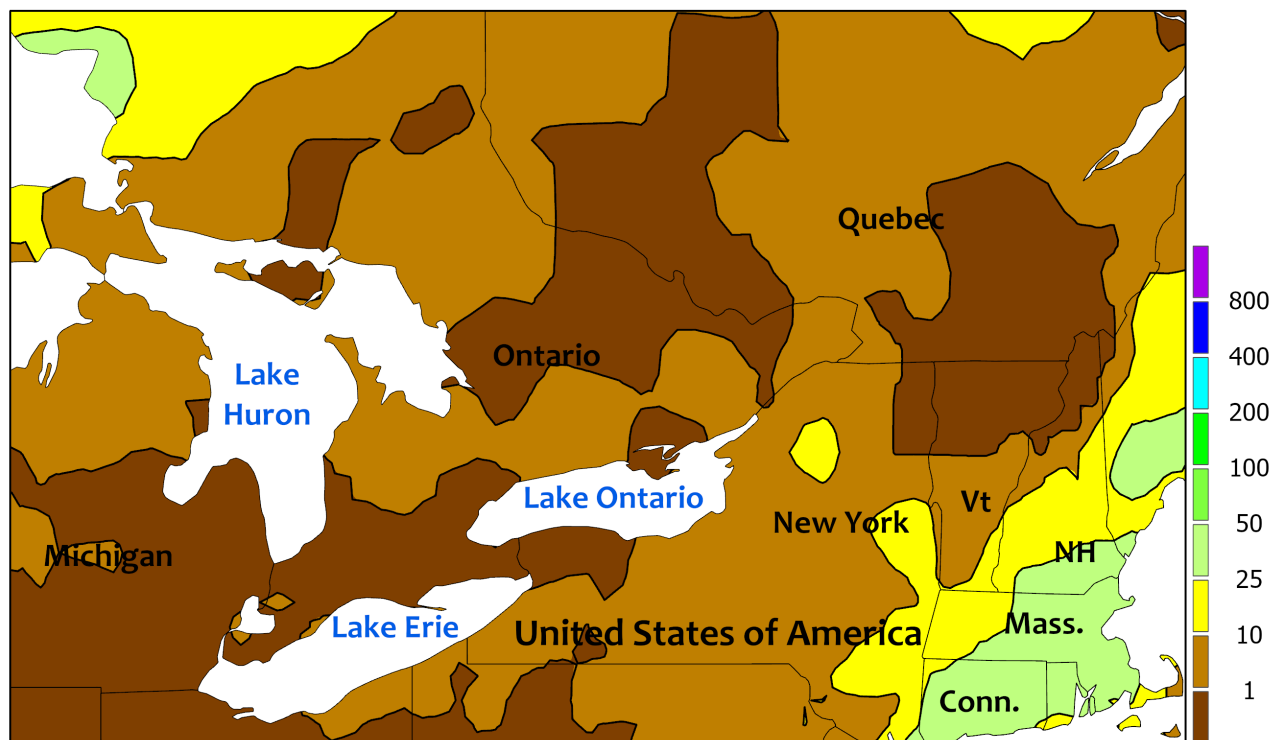 Quebec
800
Ontario
400
Lake
Huron
200
100
Lake Ontario
Vt
50
New York
NH
Michigan
25
Lake Erie
United States of America
Mass.
10
Conn.
1